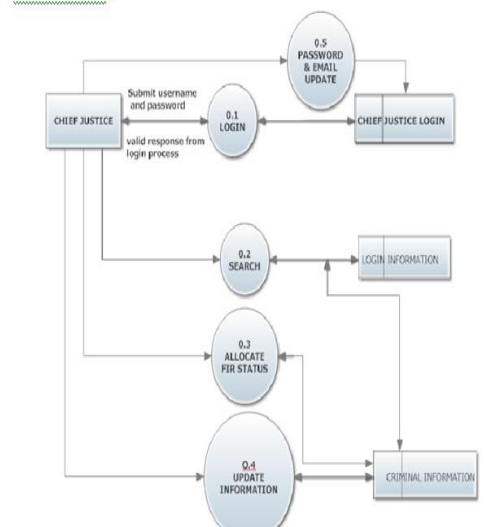 0.5
PASSWORD
& EMAIL
UPDATE
Submit username
and password
CHIEF JUSTICE
0.1
LOGIN
CHIEF JUSTICE LOGIN
valid response from
login process
0.2
SEARCH
LOGIN INFORMATION
0.3
ALLOCATE
FIR STATUS
0.4
UPDATE
INFORMATION
CRIMINAL INFORMATION